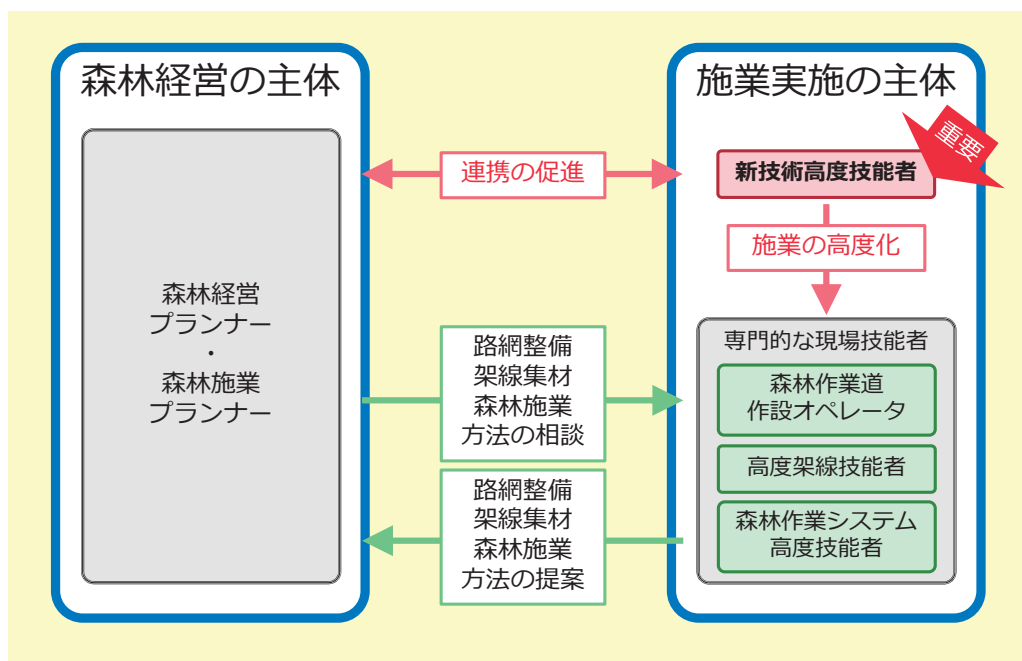 森林経営の主体
森林経営
プランナー
・
森林施業
プランナー
連携の促進
路網整備
架線集材
森林施業
方法の相談
路網整備
架線集材
森林施業
方法の提案
施業実施の主体
重要
新技術高度技能者
施業の高度化
専門的な現場技能者
森林作業道
作設オペレータ
高度架線技能者
森林作業システム
高度技能者